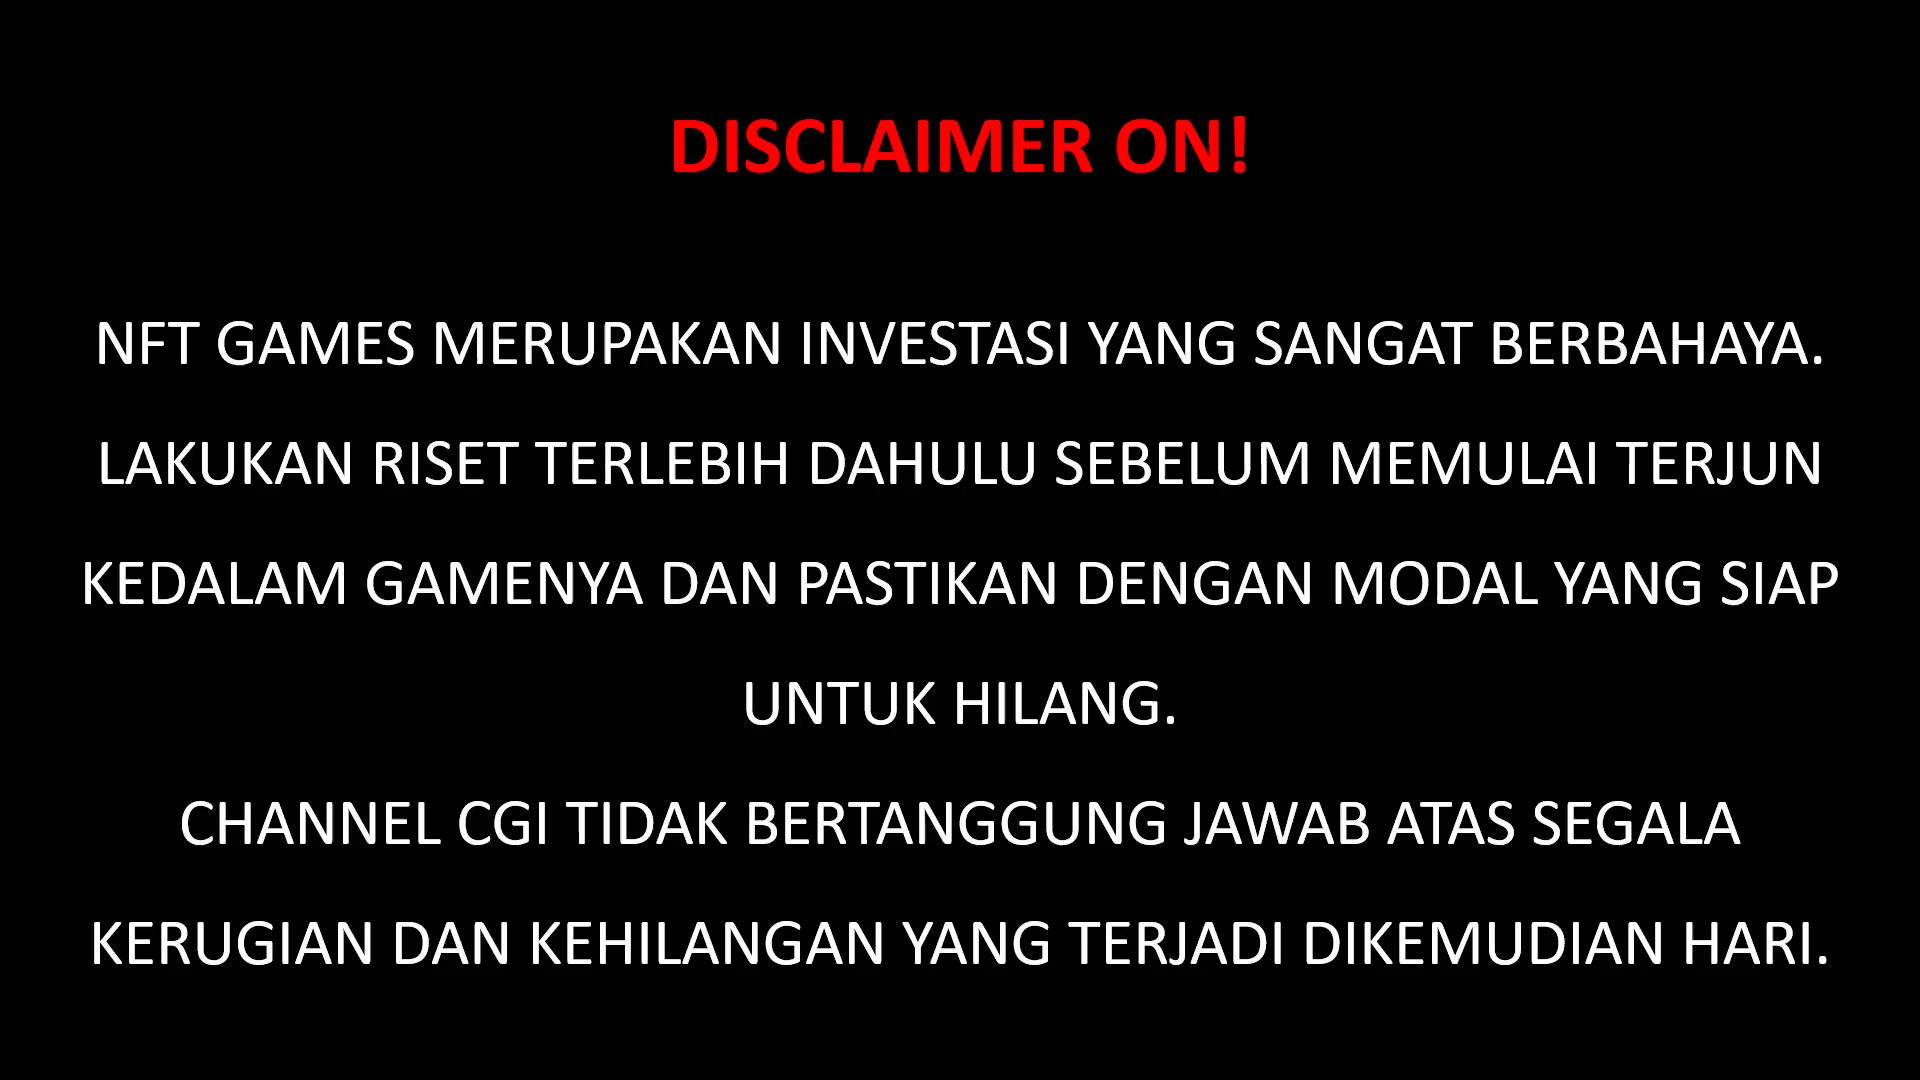 DISCLAIMER ON!
NFT GAMES MERUPAKAN INVESTASI YANG SANGAT BERBAHAYA.
LAKUKAN RISET TERLEBIH DAHULU SEBELUM MEMULAI TERJUN
KEDALAM GAMENYA DAN PASTIKAN DENGAN MODAL YANG SIAP
UNTUK HILANG.
CHANNEL CGI TIDAK BERTANGGUNG JAWAB ATAS SEGALA
KERUGIAN DAN KEHILANGAN YANG TERJADI DIKEMUDIAN HARI.